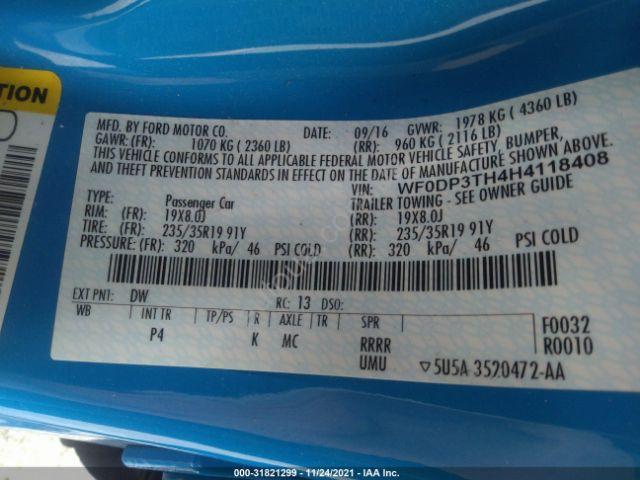 TION
MFD. BY FORD MOTOR CO.
DATE: 09/16 GVWR: 1978 KG ( 4360 LB)
GAWR: (FR): 1070 KG ( 2360 LB) (RR): 960 KG ( 2116 LB)
THIS VEHICLE CONFORMS TO ALL APPLICABLE FEDERAL MOTOR VEHICLE SAFETY, BUMPER,
AND THEFT PREVENTION STANDARDS IN EFFECT ON THE DATE OF MANUFACTURE SHOWN ABOVE.
VIN: WF0DP3TH4H4118408
TYPE: Passenger Car TRAILER TOWING - SEE OWNER GUIDE
RIM: (FR): 19X8.0J (RR): 19X8.0J
TIRE: (FR): 235/35R19 91Y (RR): 235/35R19 91Y
PRESSURE: (FR): 320 kPa/ 46 PSI COLD (RR): 320 kPa/ 46 PSI COLD
EXT PNT: DW RC: 13 DSO:
WB INT TR TP/PS R AXLE TR SPR F0032
P4 K MC RRRR R0010
UMU 5U5A-3520472-AA
000-31821299 - 11/24/2021 - IAA Inc.